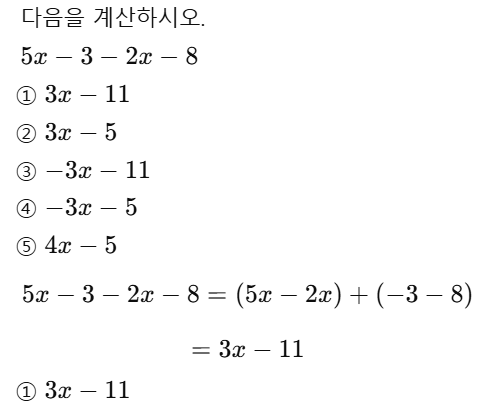 다음을 계산하시오.
5x − 3 − 2x − 8
① 3x − 11
② 3x − 5
③ −3x − 11
④ −3x − 5
⑤ 4x − 5
5x − 3 − 2x − 8 = (5x − 2x) + (−3 − 8)
= 3x − 11
① 3x − 11